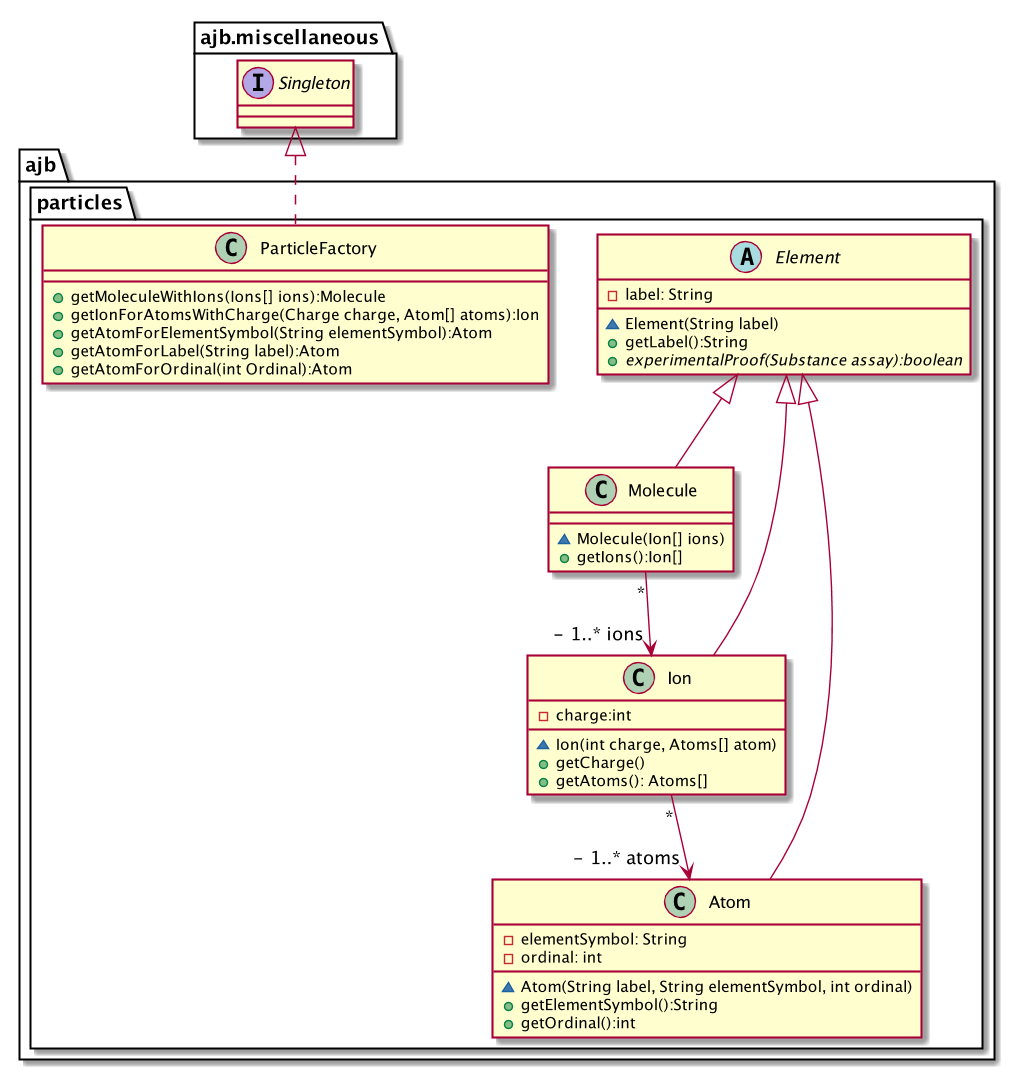 ajb.miscellaneous
I Singleton
ajb
particles
C ParticleFactory
getMoleculeWithIons(Ions[] ions):Molecule
getIonForAtomsWithCharge(Charge charge, Atom[] atoms):Ion
getAtomForElementSymbol(String elementSymbol):Atom
getAtomForLabel(String label):Atom
getAtomForOrdinal(int Ordinal):Atom
A Element
label: String
Element(String label)
getLabel():String
experimentalProof(Substance assay):boolean
C Molecule
Molecule(Ion[] ions)
getIons():Ion[]
*
- 1..* ions
C Ion
charge:int
Ion(int charge, Atoms[] atom)
getCharge()
getAtoms(): Atoms[]
*
- 1..* atoms
C Atom
elementSymbol: String
ordinal: int
Atom(String label, String elementSymbol, int ordinal)
getElementSymbol():String
getOrdinal():int